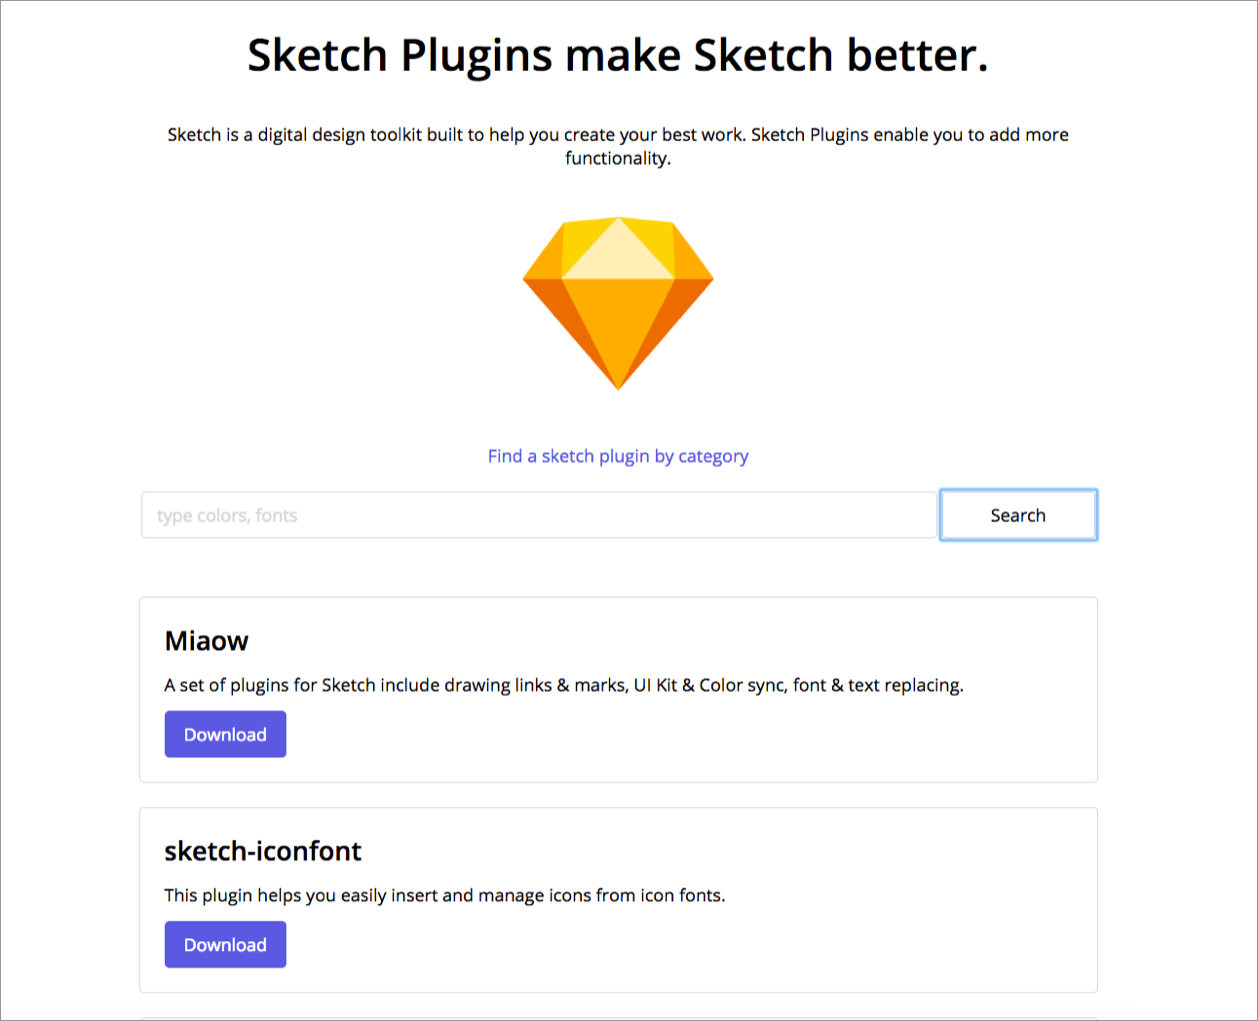 Sketch Plugins make Sketch better.
Sketch is a digital design toolkit built to help you create your best work. Sketch Plugins enable you to add more
functionality.
Find a sketch plugin by category
type colors, fonts
Search
Miaow
A set of plugins for Sketch include drawing links & marks, UI Kit & Color sync, font & text replacing.
Download
sketch-iconfont
This plugin helps you easily insert and manage icons from icon fonts.
Download